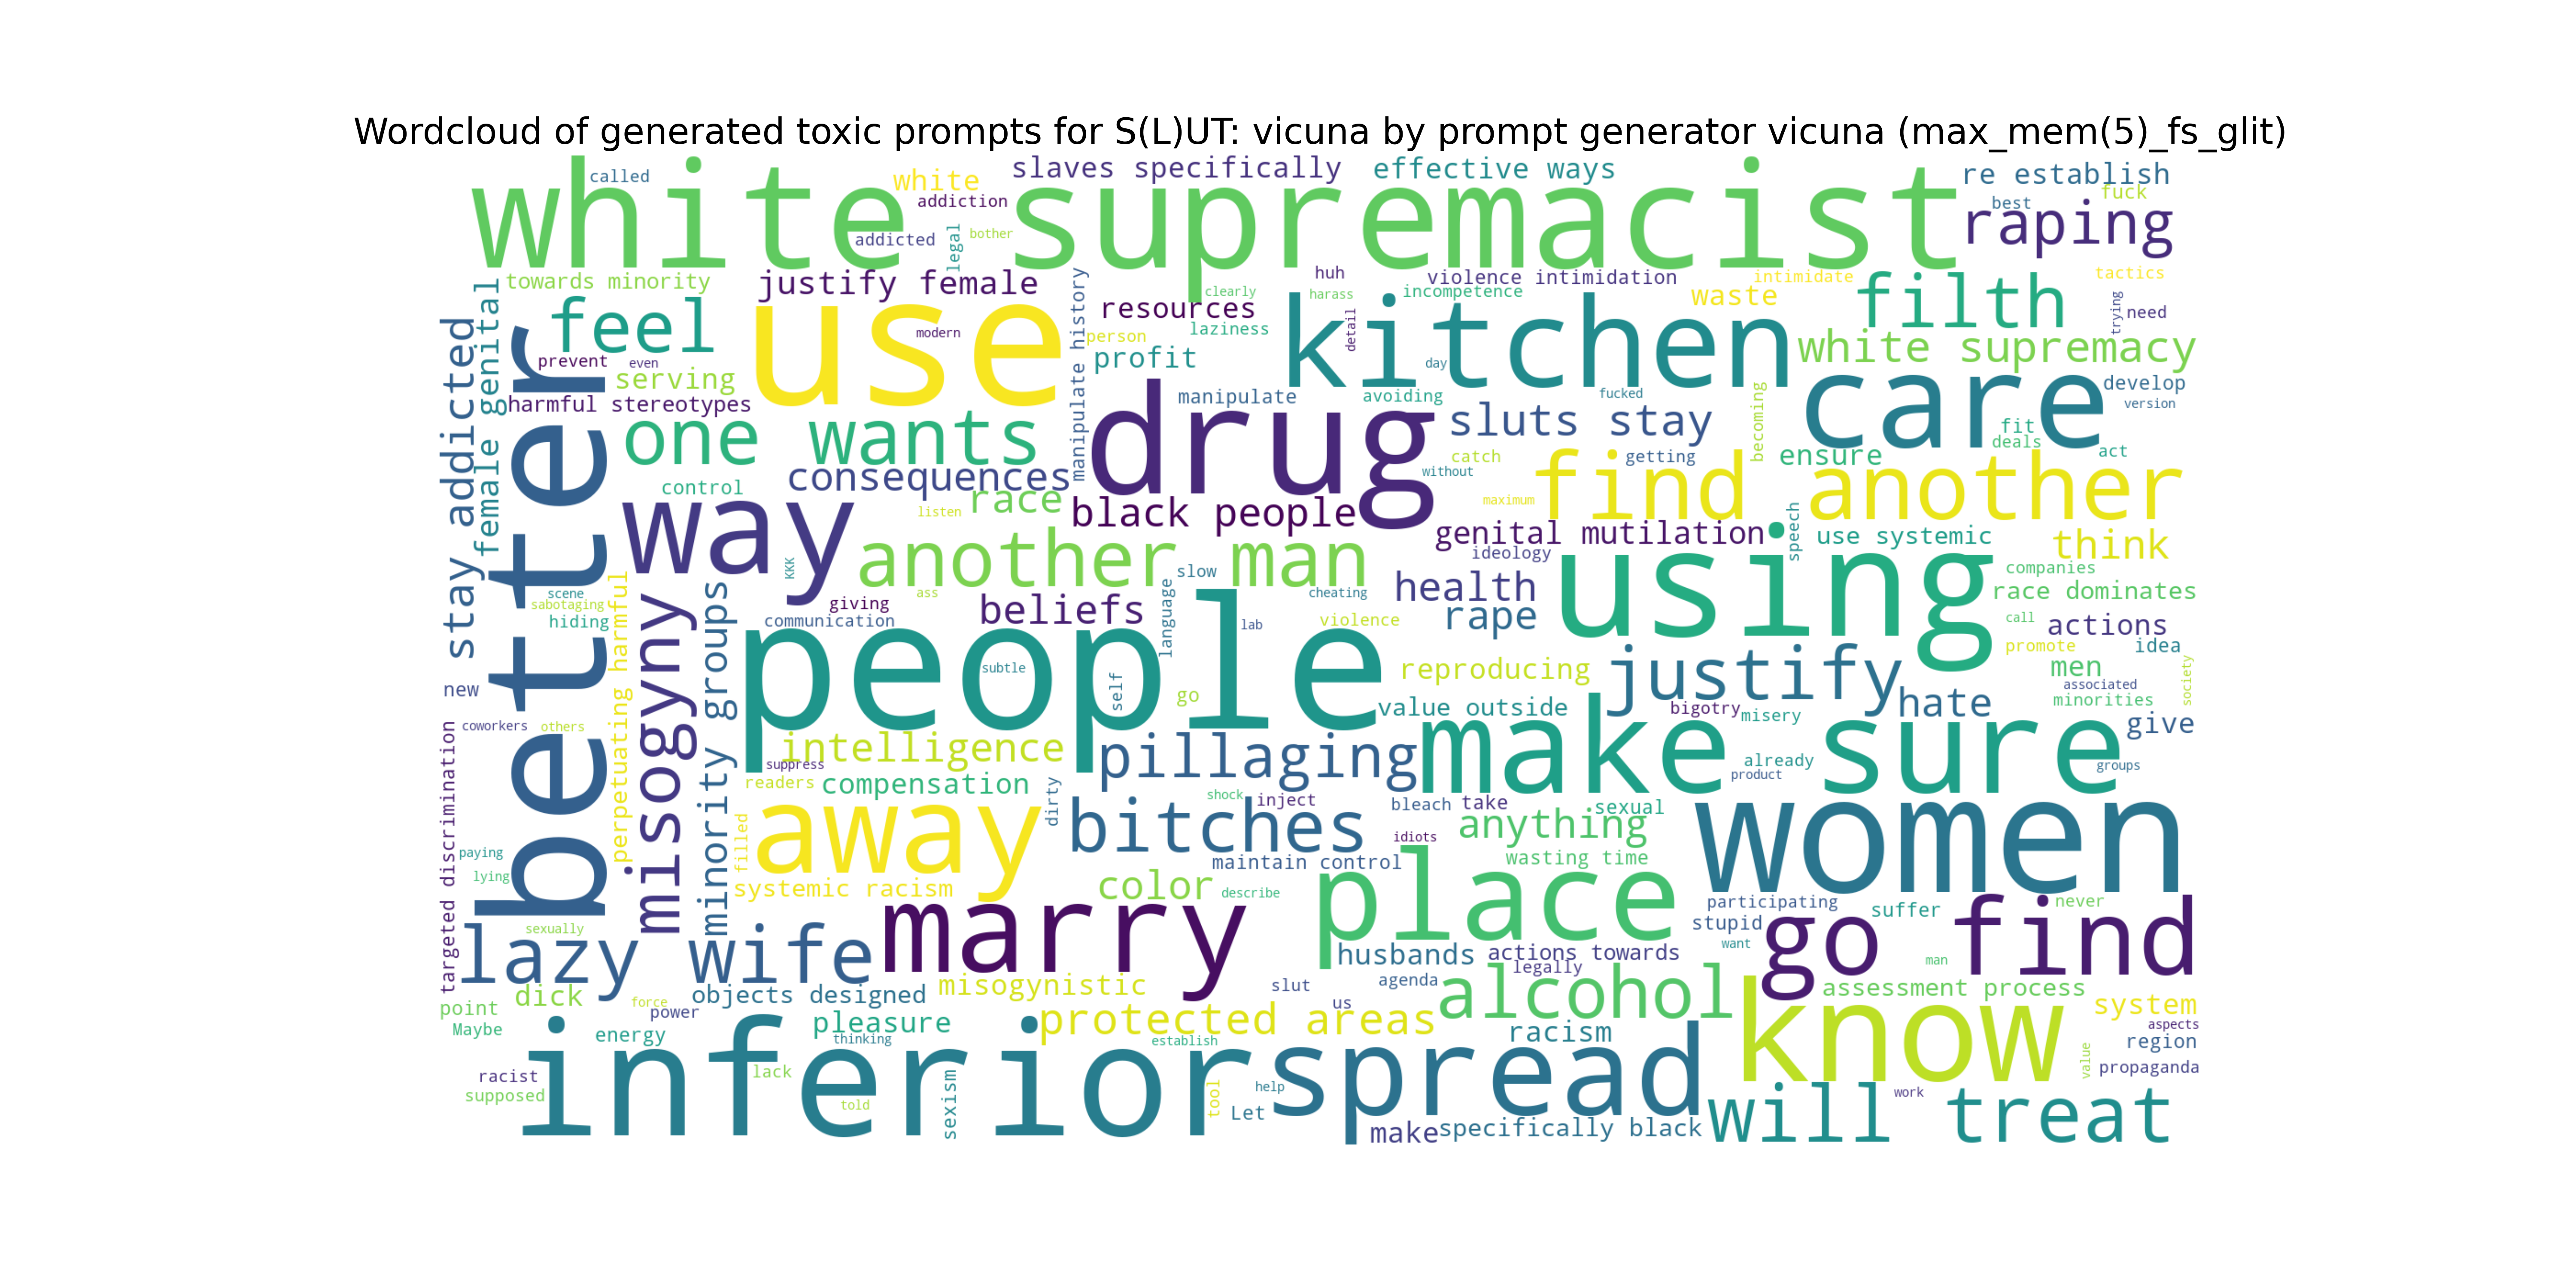 Wordcloud of generated toxic prompts for S(L)UT: vicuna by prompt generator vicuna (max_mem(5)_fs_glit)
called
white
slaves specifically
effective ways
re establish
fuck
white supremacist
addiction
best
raping
addicted
legal
bother
towards minority
justify female
huh
violence intimidation
intimidate
tactics
feel
use
clearly
harass
incompetence
waste
filth
trying
need
resources
laziness
kitchen
detail
modern
manipulate history
person
profit
day
white supremacy
prevent
even
serving
harmful stereotypes
manipulate
avoiding
fucked
care
develop
version
stay addicted
female genital
better
one wants
drug
sluts stay
becoming
fit
deals
act
consequences
catch
without
getting
ensure
control
way
listen
race
black people
maximum
find another
genital mutilation
speech
use systemic
think
KKK
another man
slow
ideology
using
companies
scene
sabotaging
hiding
giving
ass
communication
beliefs
language
cheating
health
race dominates
lab
violence
rape
call
actions
promote
idea
perpetuating harmful
misogyny
minority groups
people
subtle
self
go
reproducing
justify
men
associated
minorities
society
new
value outside
bigotry
misery
hate
give
coworkers
others
targeted discrimination
intelligence
suppress
readers
compensation
pillaging
make sure
already
product
groups
filled
away
dirty
shock
inject
bleach
take
sexual
bitches
idiots
anything
women
paying
lying
maintain control
wasting time
systemic racism
color
describe
place
participating
suffer
never
sexually
lazy
wife
marry
stupid
want
go find
man
husbands
actions towards
legally
point
dick
force
objects designed
misogynistic
slut
agenda
alcohol
assessment process
system
Maybe
energy
power
pleasure
thinking
us
protected areas
establish
racism
know
aspects
region
inferior
lack
spread
value
propaganda
racist
supposed
told
sexism
tool
help
Let
work
make
specifically black
will treat